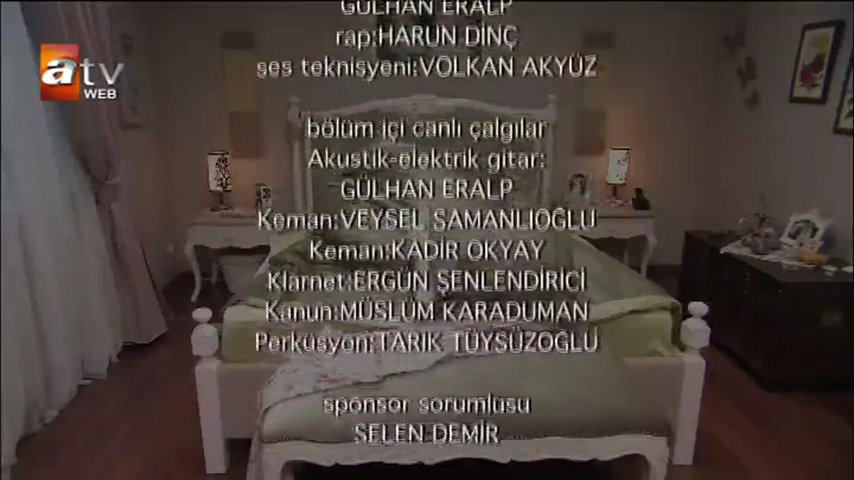 GÜLHAN ERALP
rap:HARUN DİNÇ
ses teknisyeni:VOLKAN AKYÜZ
atv
WEB
bölüm içi canlı çalgılar
Akustik-elektrik gitar:
GÜLHAN ERALP
Keman:VEYSEL SAMANLIOĞLU
Keman:KADİR OKYAY
Klarnet:ERGÜN ŞENLENDİRİCİ
Kanun:MÜSLÜM KARADUMAN
Perküsyon:TARIK TÜYSÜZOĞLU
sponsor sorumlusu
SELEN DEMİR